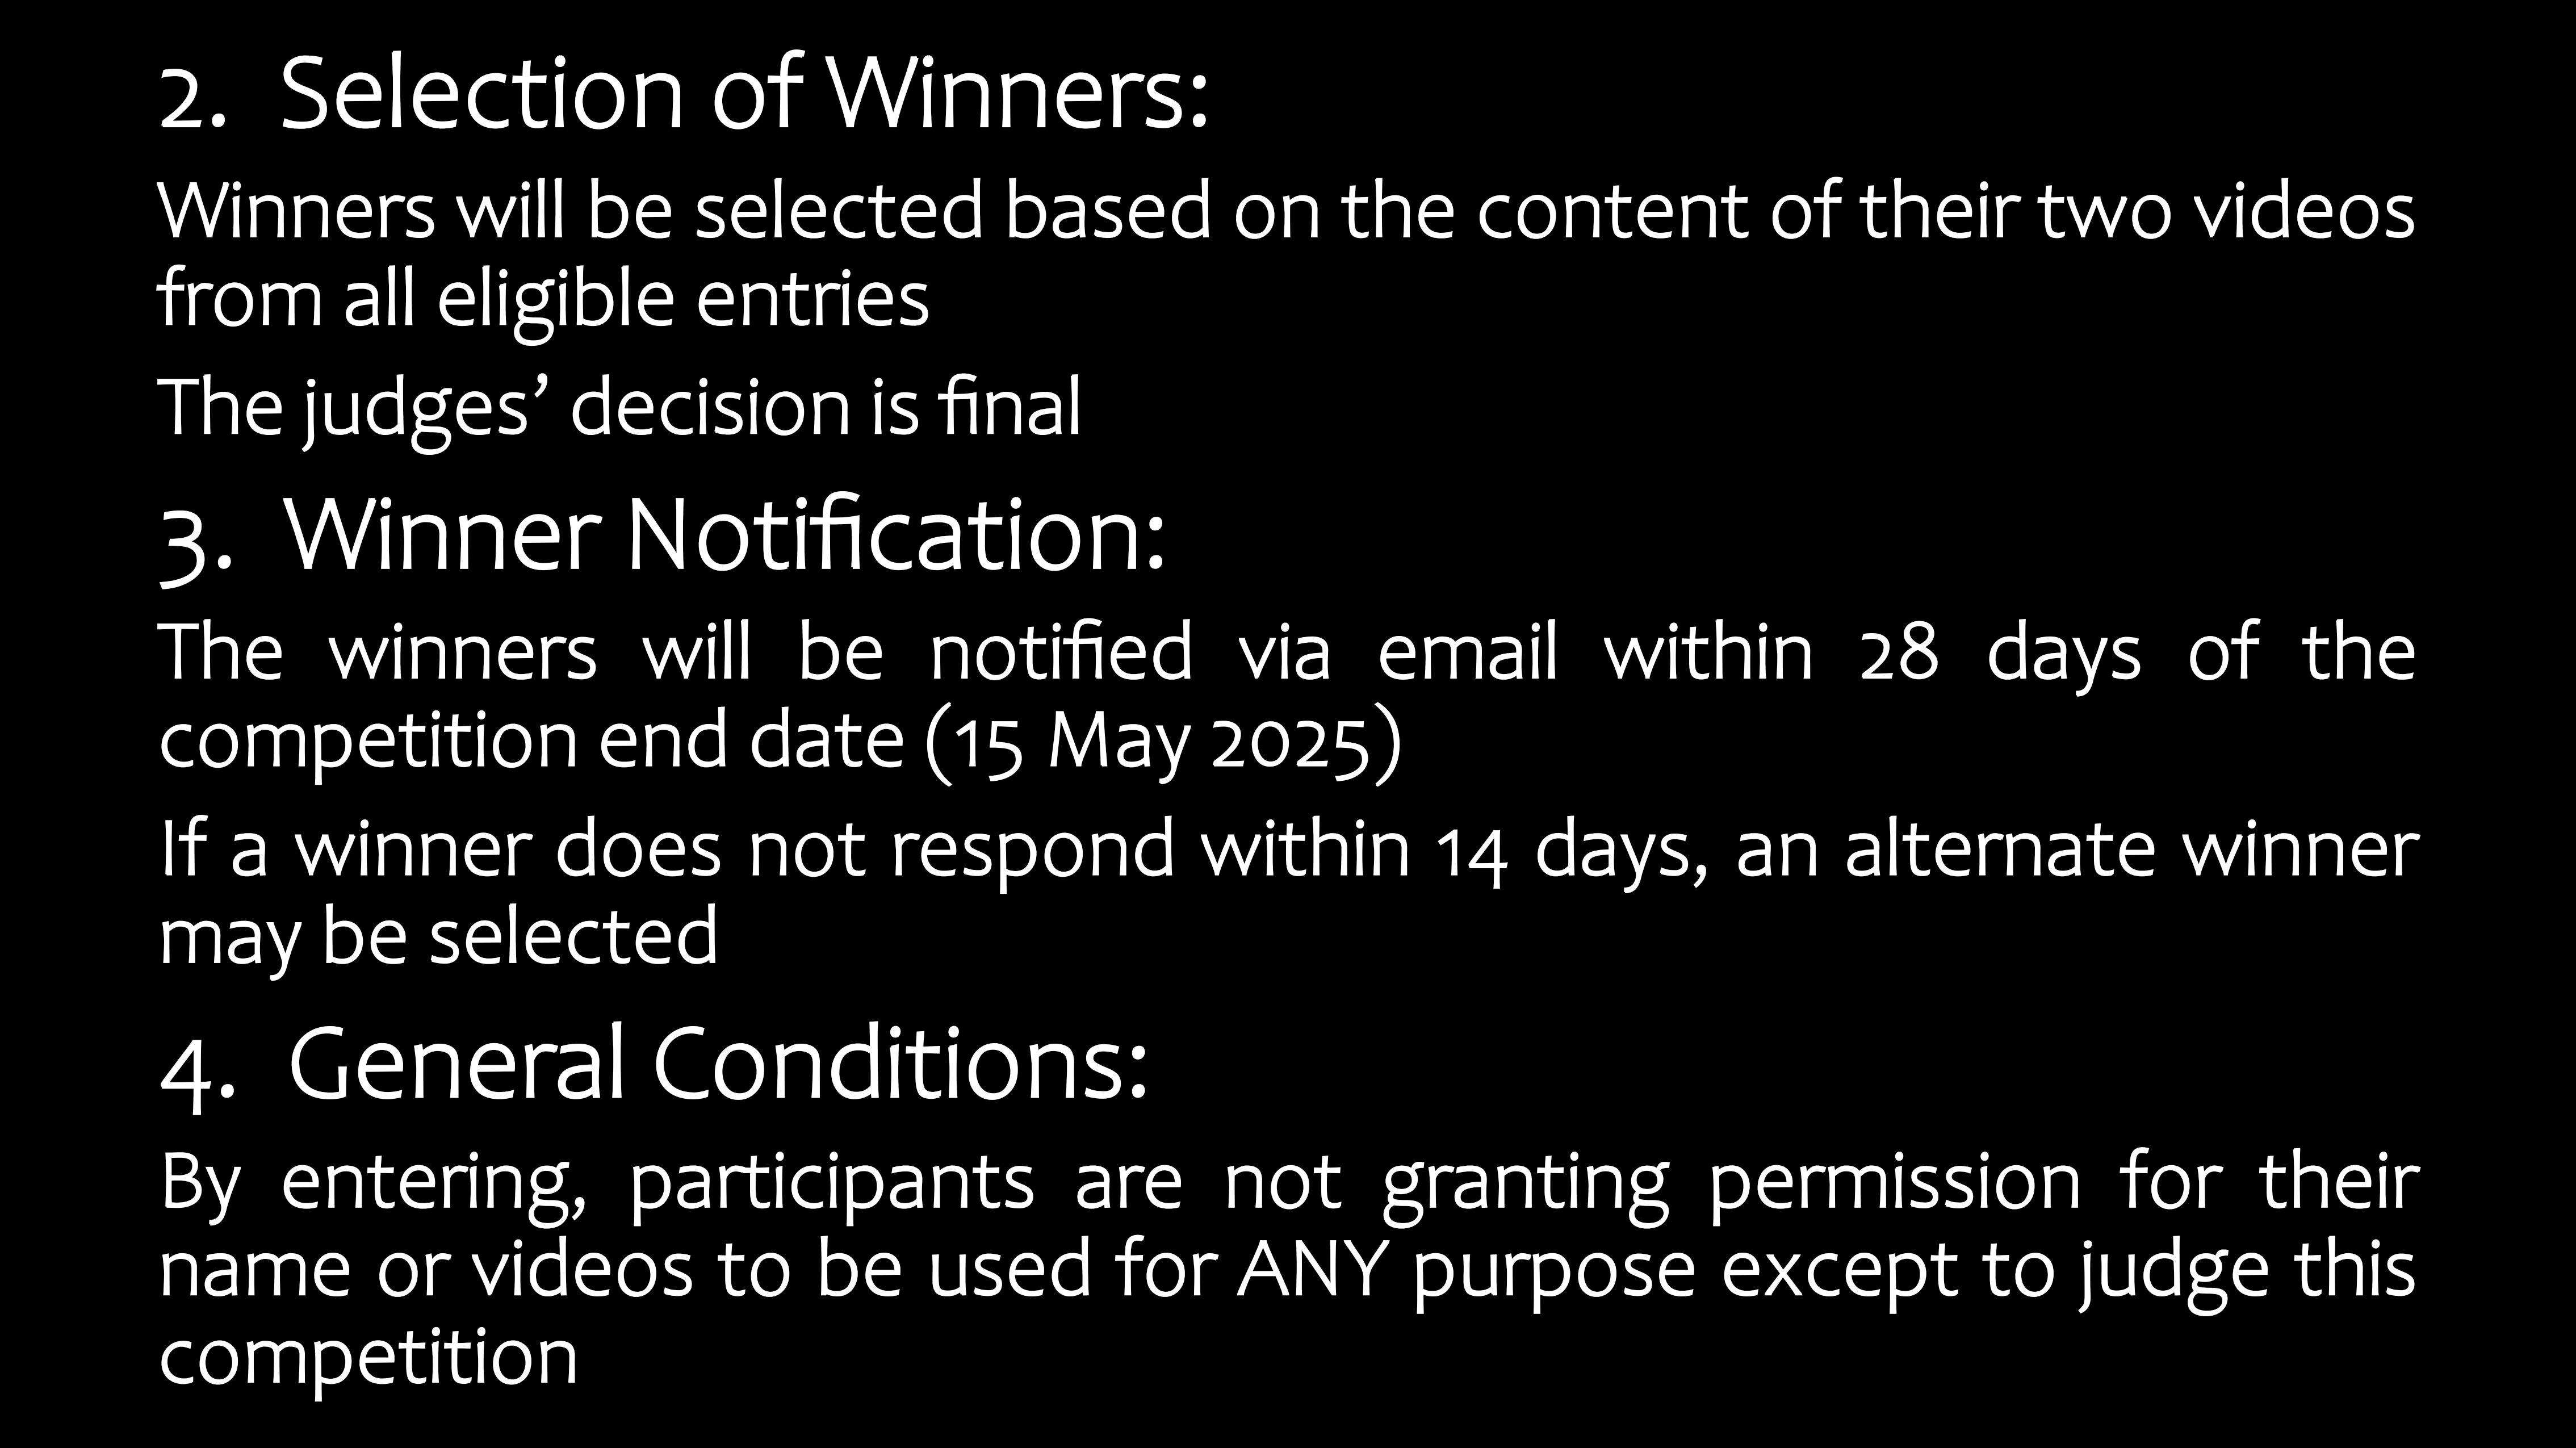 2. Selection of Winners:
Winners will be selected based on the content of their two videos
from all eligible entries
The judges’ decision is final
3. Winner Notification:
The winners will be notified via email within 28 days of the
competition end date (15 May 2025)
If a winner does not respond within 14 days, an alternate winner
may be selected
4. General Conditions:
By entering, participants are not granting permission for their
name or videos to be used for ANY purpose except to judge this
competition